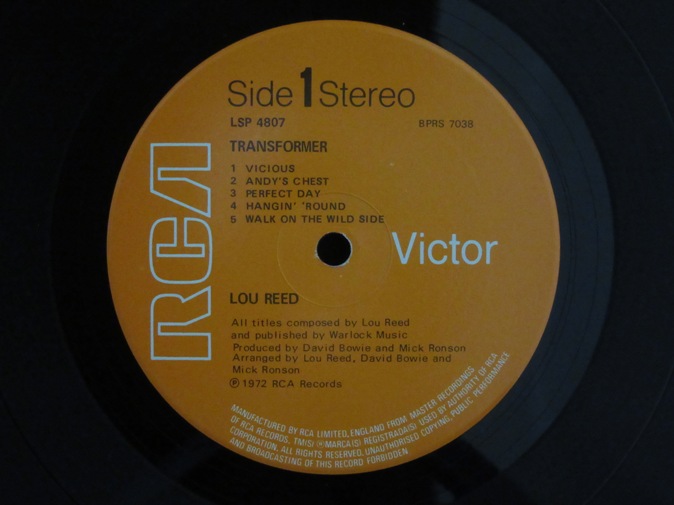 Side 1 Stereo
LSP 4807 BPRS 7038
TRANSFORMER
1 VICIOUS
2 ANDY'S CHEST
3 PERFECT DAY
4 HANGIN' 'ROUND
5 WALK ON THE WILD SIDE
RCA
Victor
LOU REED
All titles composed by Lou Reed
and published by Warlock Music
Produced by David Bowie and Mick Ronson
Arranged by Lou Reed, David Bowie and
Mick Ronson
Ⓟ 1972 RCA Records
MANUFACTURED BY RCA LIMITED, ENGLAND FROM MASTER RECORDINGS
OF RCA RECORDS. TM(S) ® MARCA(S) REGISTRADA(S) USED BY AUTHORITY OF RCA
CORPORATION. ALL RIGHTS RESERVED. UNAUTHORISED COPYING, PUBLIC PERFORMANCE
AND BROADCASTING OF THIS RECORD FORBIDDEN